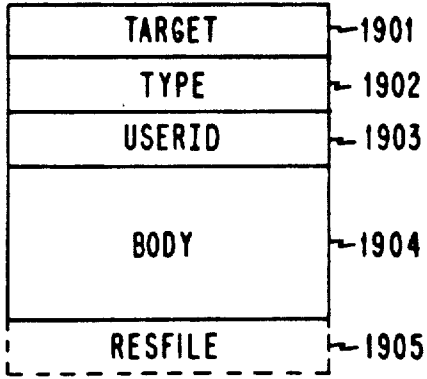 TARGET 1901
TYPE 1902
USERID 1903
BODY 1904
RESFILE 1905